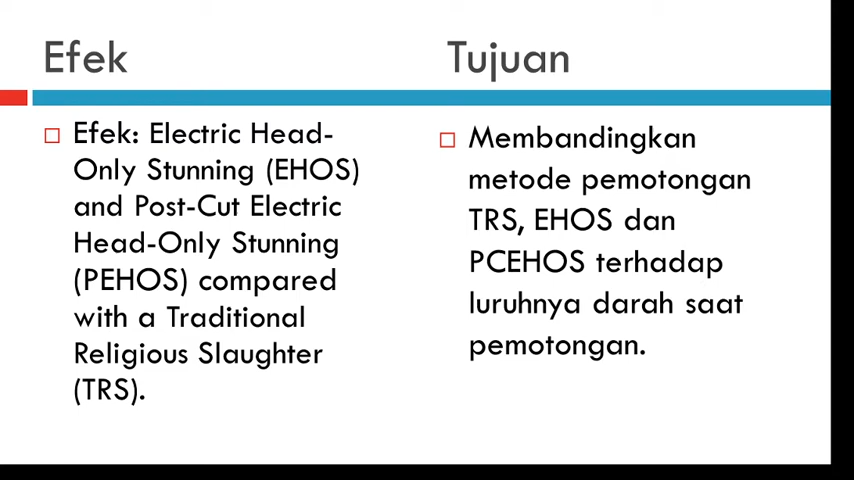 Efek
Tujuan
Efek: Electric Head-
Only Stunning (EHOS)
and Post-Cut Electric
Head-Only Stunning
(PEHOS) compared
with a Traditional
Religious Slaughter
(TRS).
Membandingkan
metode pemotongan
TRS, EHOS dan
PCEHOS terhadap
luruhnya darah saat
pemotongan.